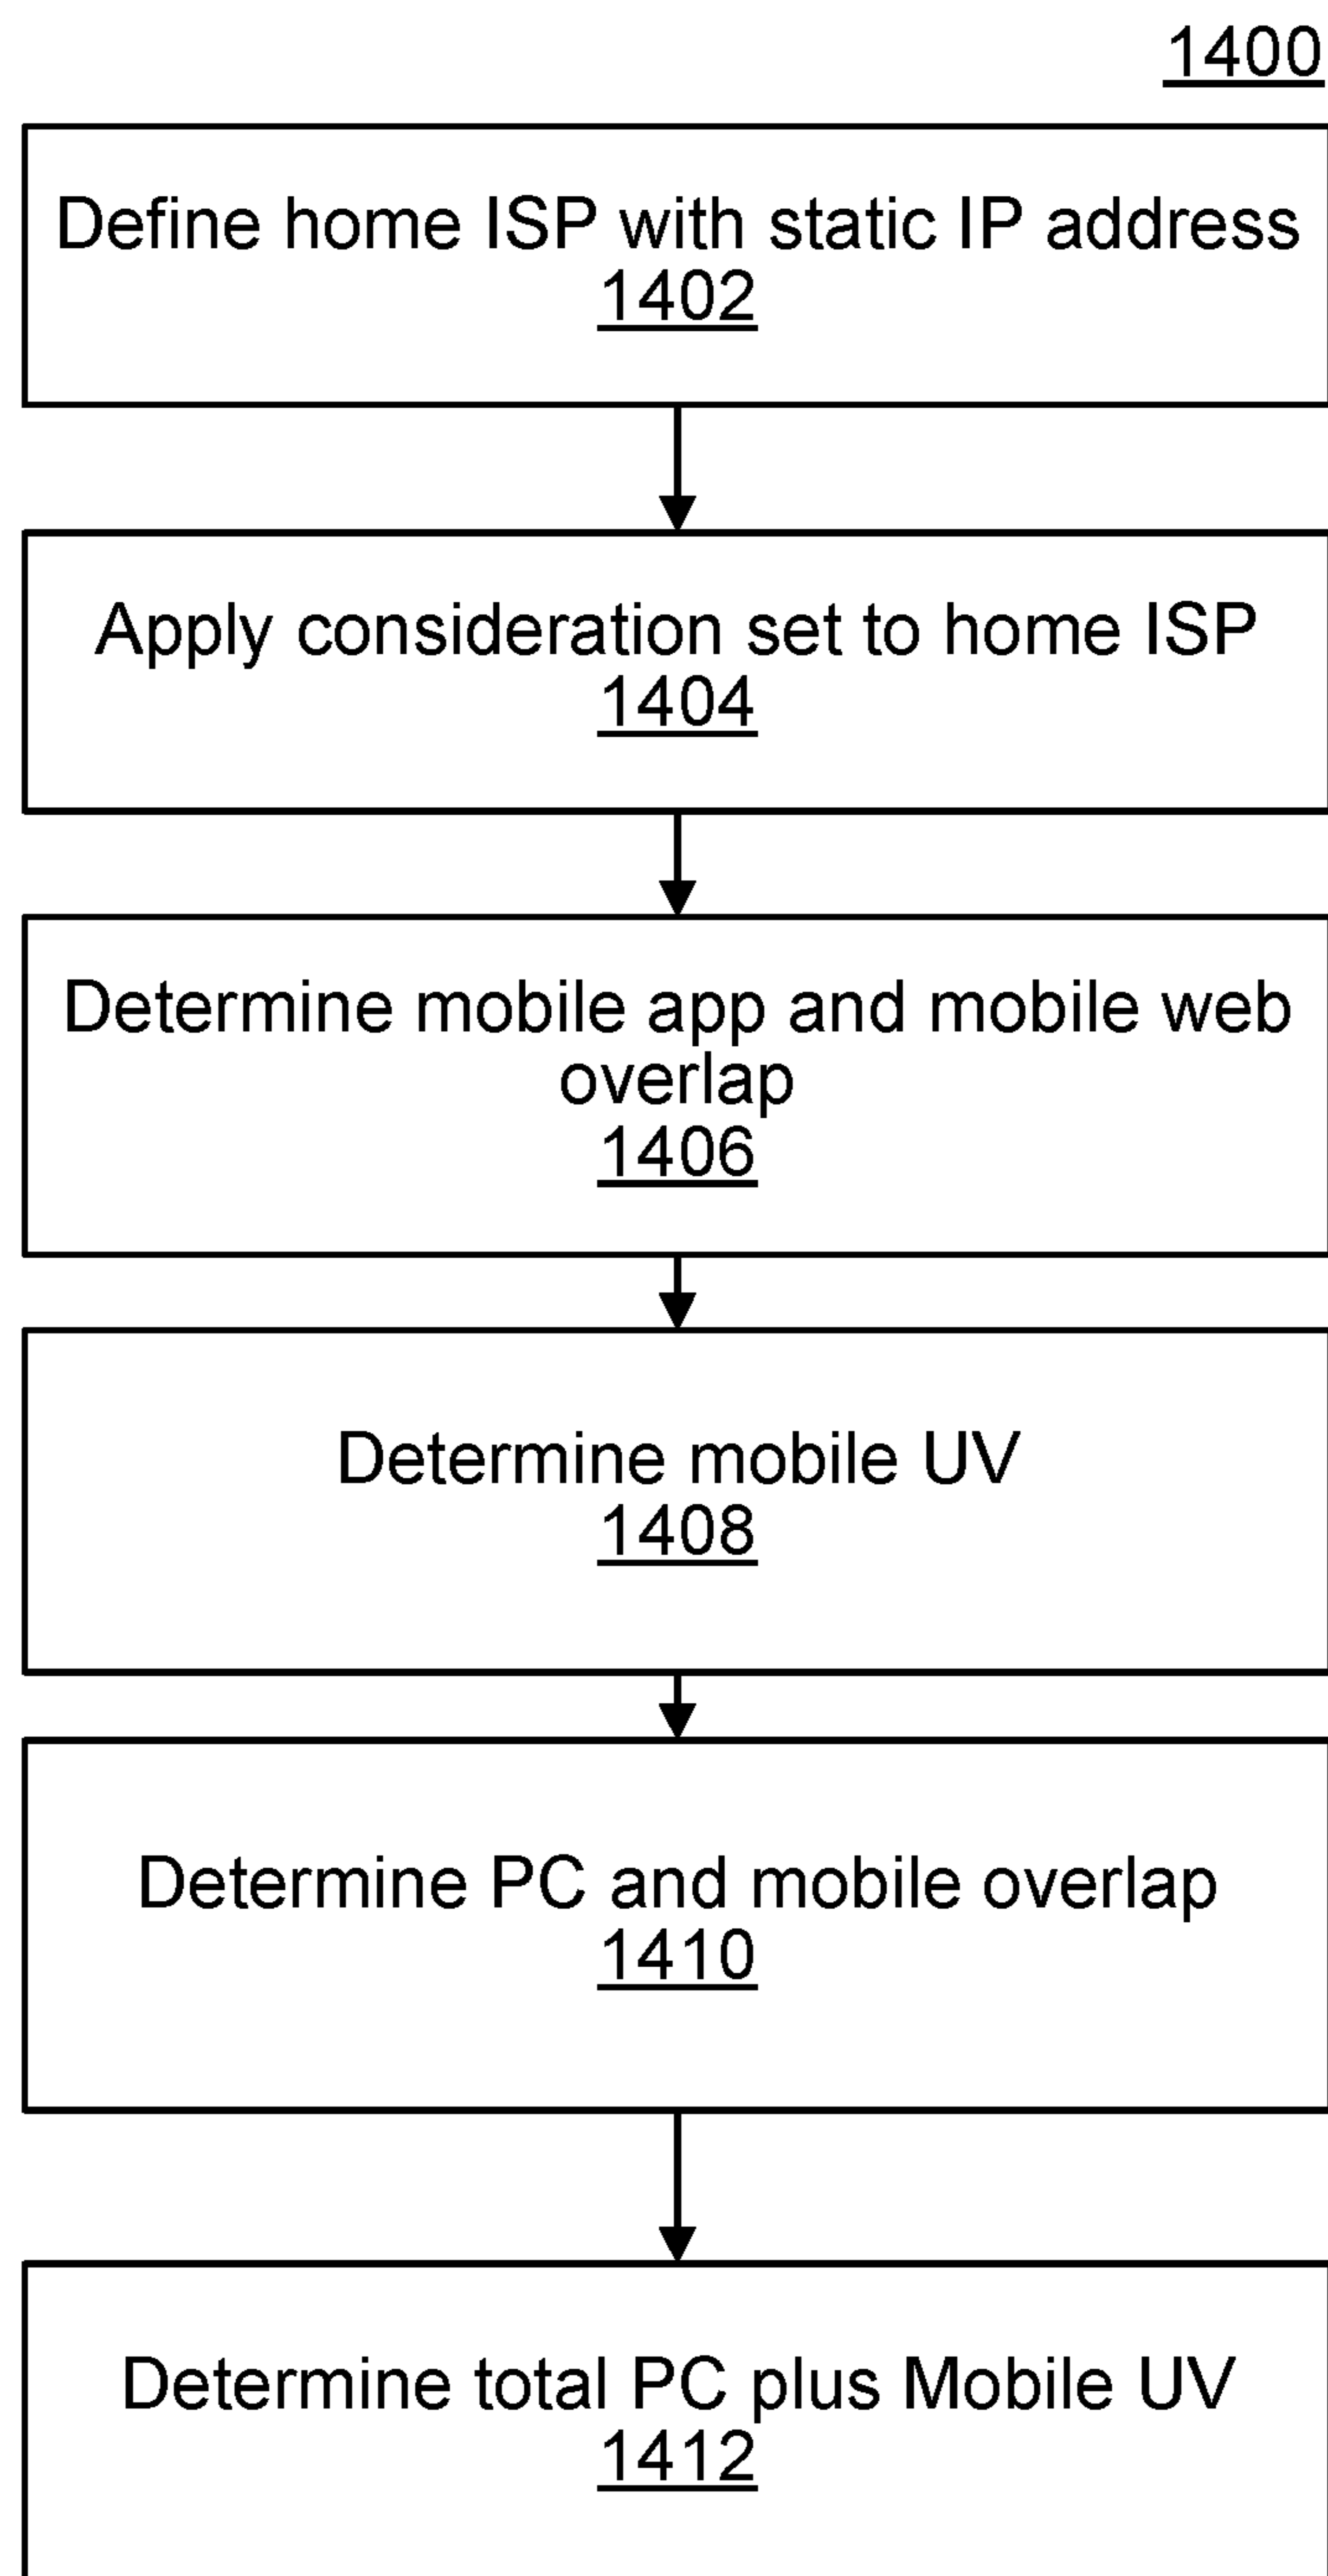 1400
Define home ISP with static IP address
1402
Apply consideration set to home ISP
1404
Determine mobile app and mobile web
overlap
1406
Determine mobile UV
1408
Determine PC and mobile overlap
1410
Determine total PC plus Mobile UV
1412